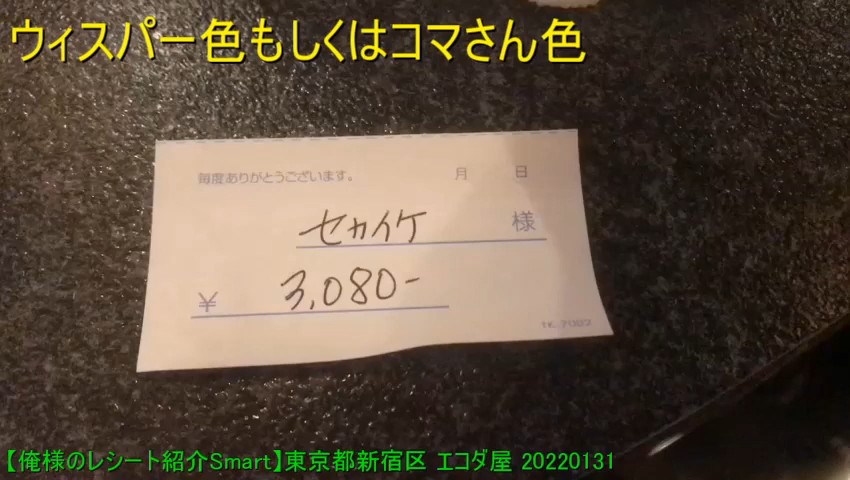 ウィスパー色もしくはコマさん色
毎度ありがとうございます。 月 日
セカイケ 様
¥ 3,080-
【俺様のレシート紹介Smart】東京都新宿区 エコダ屋 20220131